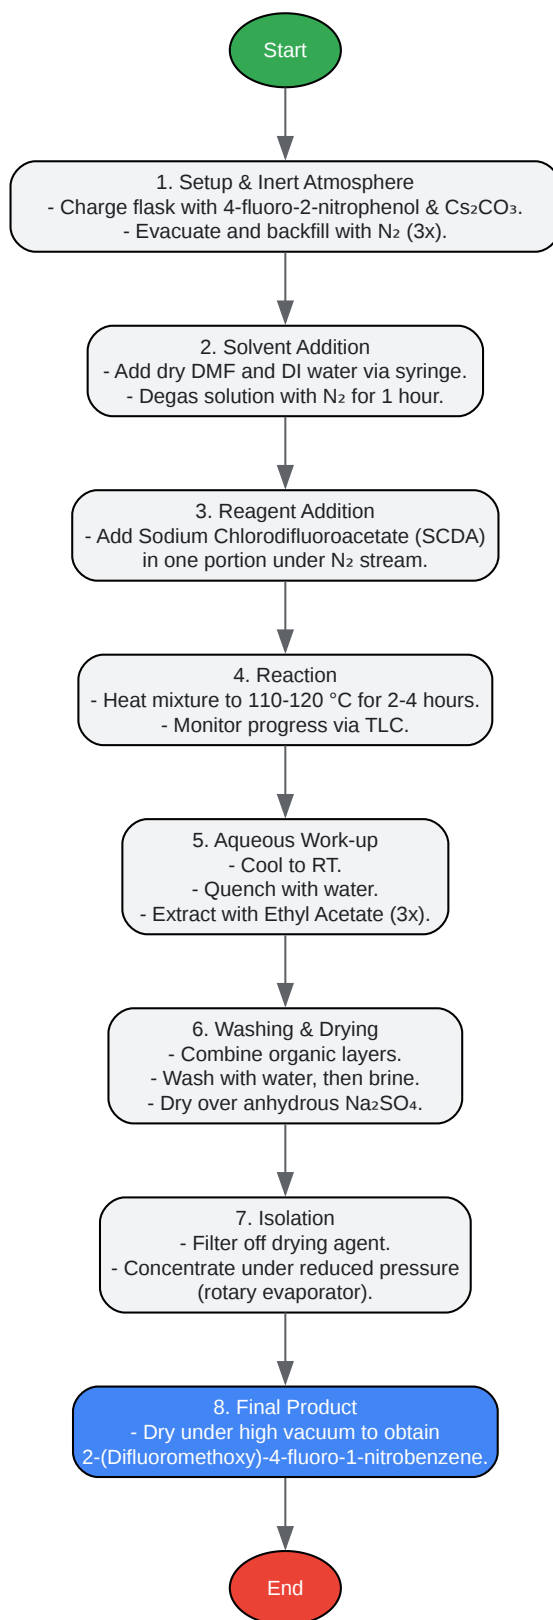 Start
1. Setup & Inert Atmosphere
- Charge flask with 4-fluoro-2-nitrophenol & Cs₂CO₃.
- Evacuate and backfill with N₂ (3x).
2. Solvent Addition
- Add dry DMF and DI water via syringe.
- Degas solution with N₂ for 1 hour.
3. Reagent Addition
- Add Sodium Chlorodifluoroacetate (SCDA)
in one portion under N₂ stream.
4. Reaction
- Heat mixture to 110-120 °C for 2-4 hours.
- Monitor progress via TLC.
5. Aqueous Work-up
- Cool to RT.
- Quench with water.
- Extract with Ethyl Acetate (3x).
6. Washing & Drying
- Combine organic layers.
- Wash with water, then brine.
- Dry over anhydrous Na₂SO₄.
7. Isolation
- Filter off drying agent.
- Concentrate under reduced pressure
(rotary evaporator).
8. Final Product
- Dry under high vacuum to obtain
2-(Difluoromethoxy)-4-fluoro-1-nitrobenzene.
End